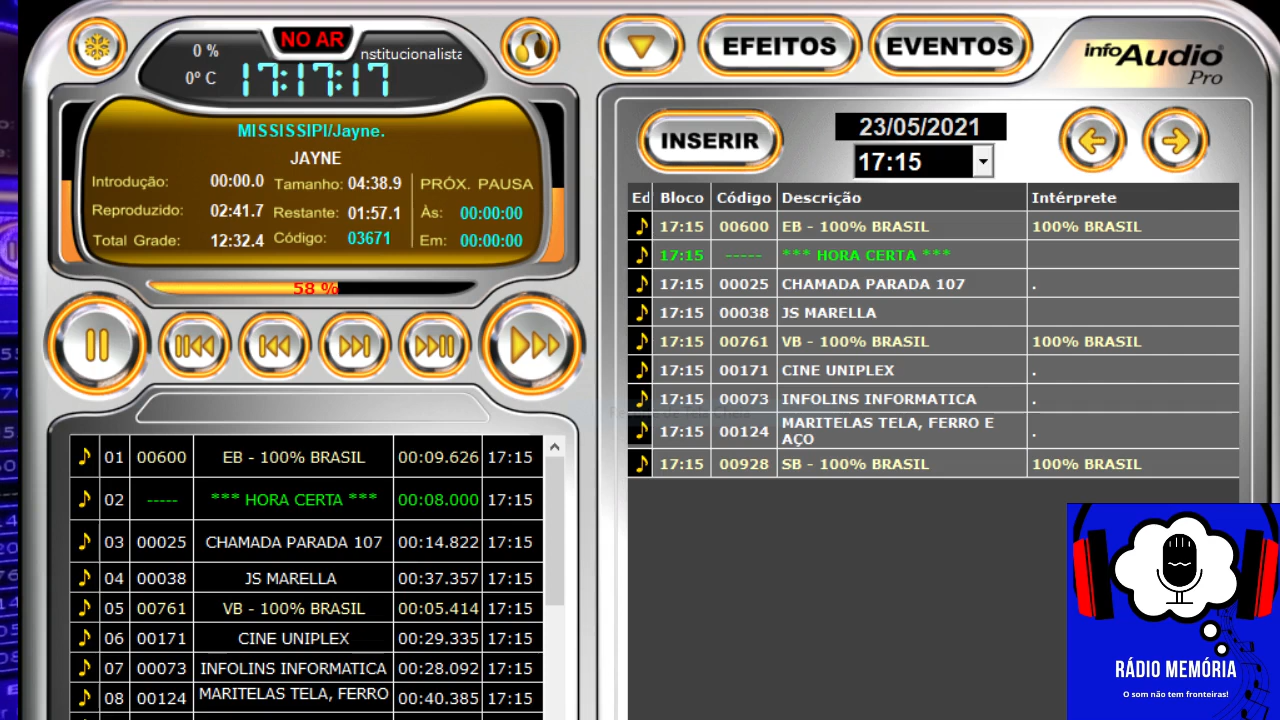 0 %
0º C
NO AR
nstitucionalista
17:17:17
EFEITOS
EVENTOS
infoAudio
Pro
MISSISSIPI/Jayne.
JAYNE
Introdução: 00:00.0 Tamanho: 04:38.9 PRÓX. PAUSA
Reproduzido: 02:41.7 Restante: 01:57.1 Às: 00:00:00
Total Grade: 12:32.4 Código: 03671 Em: 00:00:00
58 %
INSERIR
23/05/2021
17:15
Ed Bloco Código Descrição Intérprete
17:15 00600 EB - 100% BRASIL 100% BRASIL
17:15 ----- *** HORA CERTA ***
17:15 00025 CHAMADA PARADA 107 .
17:15 00038 JS MARELLA
17:15 00761 VB - 100% BRASIL 100% BRASIL
17:15 00171 CINE UNIPLEX .
17:15 00073 INFOLINS INFORMATICA .
17:15 00124 MARITELAS TELA, FERRO E
AÇO .
17:15 00928 SB - 100% BRASIL 100% BRASIL
01 00600 EB - 100% BRASIL 00:09.626 17:15
02 ----- *** HORA CERTA *** 00:08.000 17:15
03 00025 CHAMADA PARADA 107 00:14.822 17:15
04 00038 JS MARELLA 00:37.357 17:15
05 00761 VB - 100% BRASIL 00:05.414 17:15
06 00171 CINE UNIPLEX 00:29.335 17:15
07 00073 INFOLINS INFORMATICA 00:28.092 17:15
08 00124 MARITELAS TELA, FERRO 00:40.385 17:15
RÁDIO MEMÓRIA
O som não tem fronteiras!